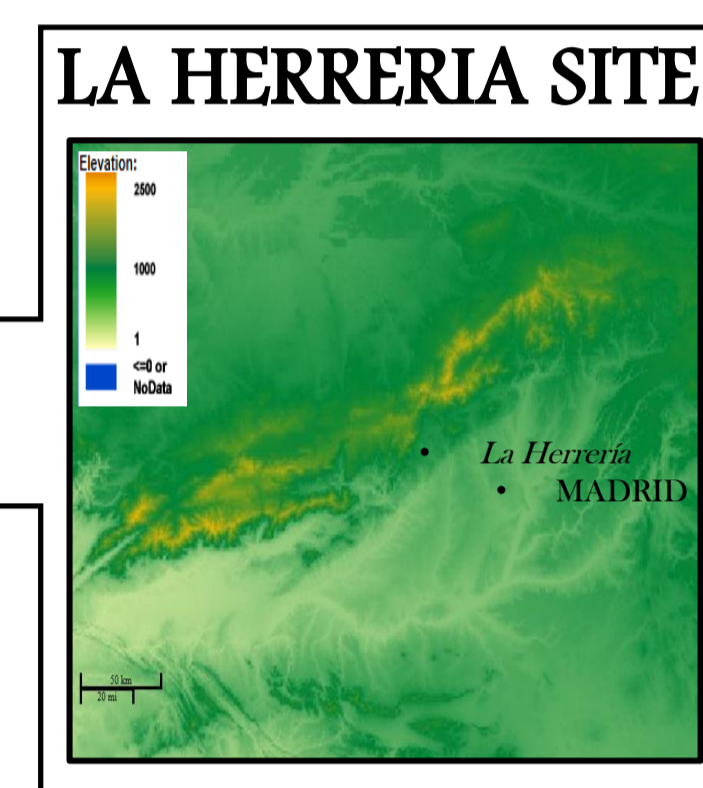 LA HERRERIA SITE
Elevation:
2500
1000
1
<=0 or
NoData
• La Herrería
• MADRID
50 km
20 mi